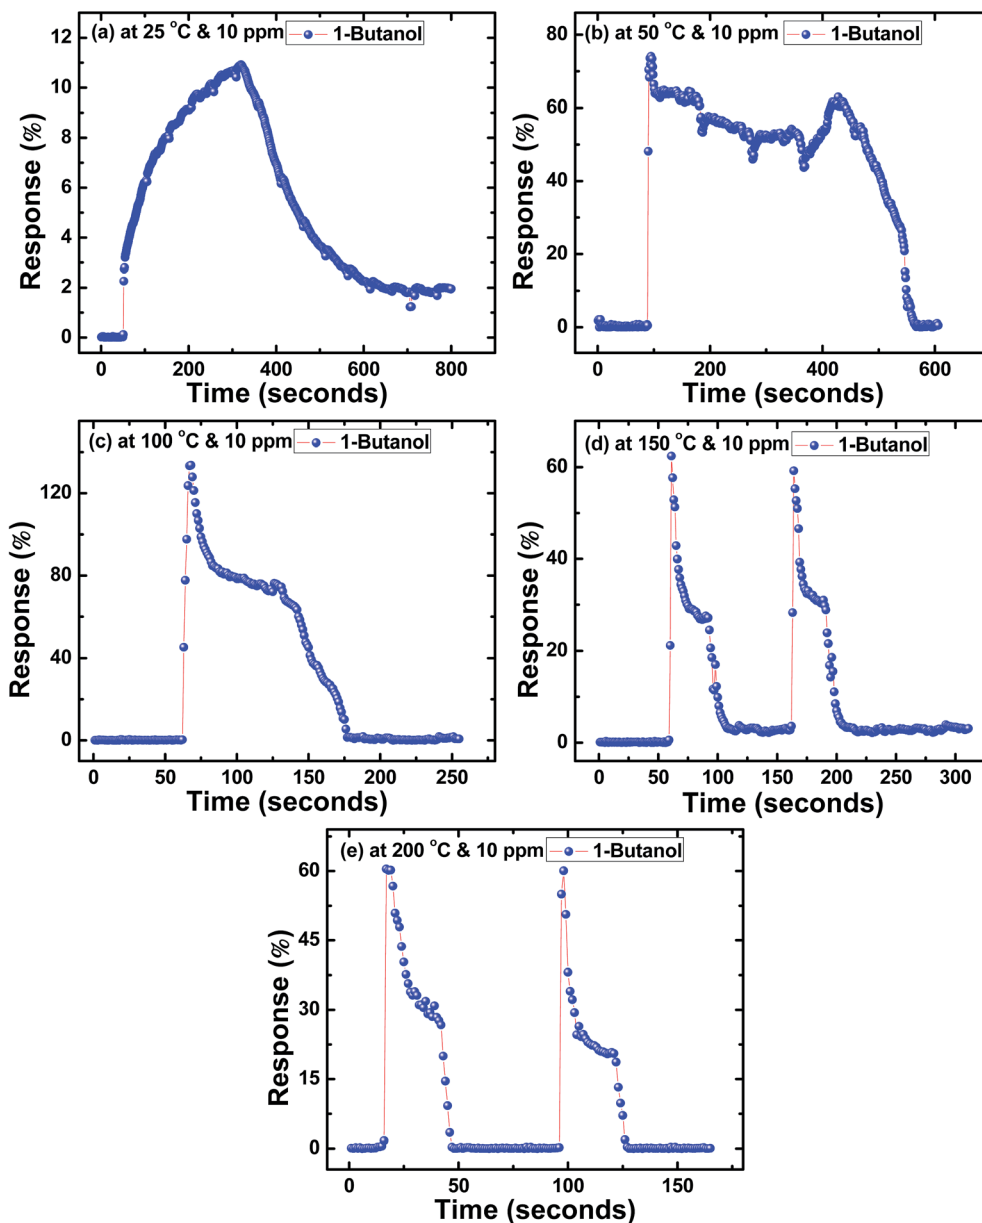 (a) at 25 °C & 10 ppm 1-Butanol
12
10
8
6
4
2
0
Response (%)
0 200 400 600 800
Time (seconds)
(b) at 50 °C & 10 ppm 1-Butanol
80
60
40
20
0
Response (%)
0 200 400 600
Time (seconds)
(c) at 100 °C & 10 ppm 1-Butanol
120
80
40
0
Response (%)
0 50 100 150 200 250
Time (seconds)
(d) at 150 °C & 10 ppm 1-Butanol
60
40
20
0
Response (%)
0 50 100 150 200 250 300
Time (seconds)
(e) at 200 °C & 10 ppm 1-Butanol
60
45
30
15
0
Response (%)
0 50 100 150
Time (seconds)